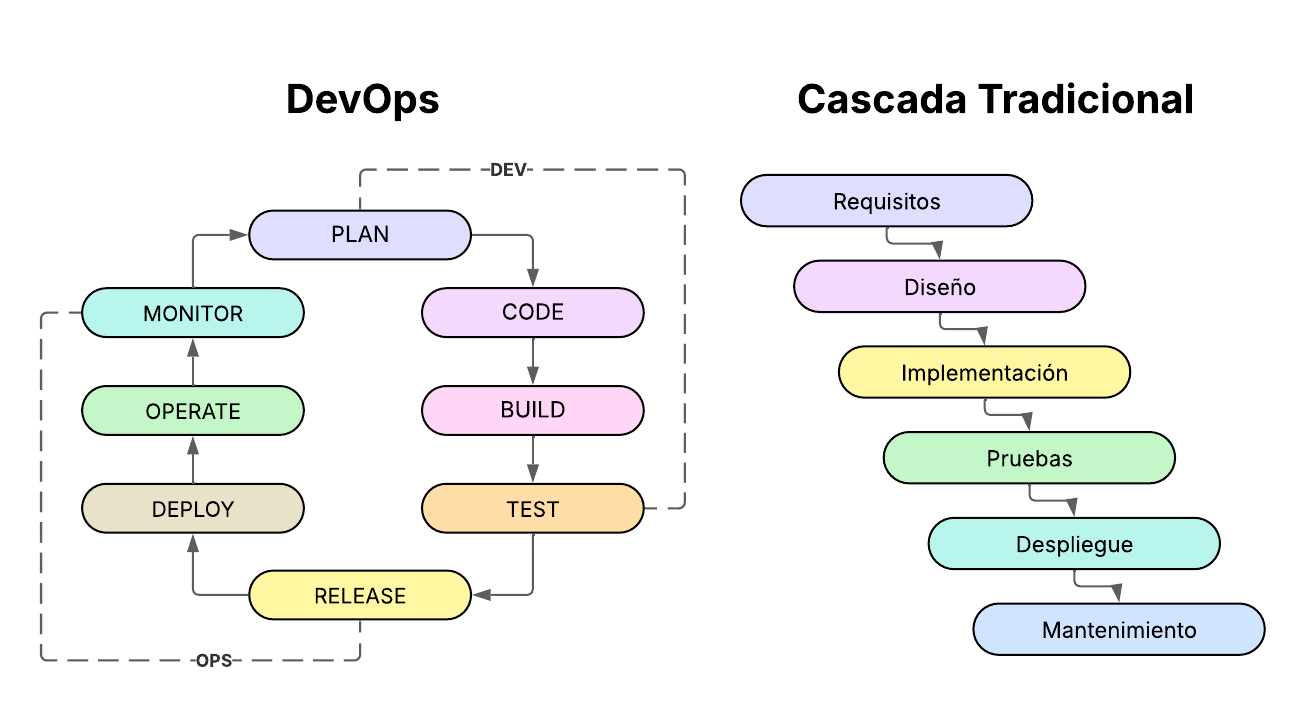 DevOps
DEV
PLAN
MONITOR
CODE
OPERATE
BUILD
DEPLOY
TEST
RELEASE
OPS
Cascada Tradicional
Requisitos
Diseño
Implementación
Pruebas
Despliegue
Mantenimiento